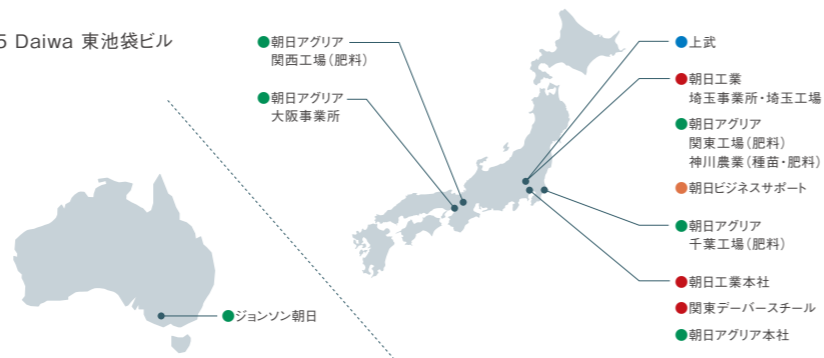 5 Daiwa 東池袋ビル
朝日アグリア
関西工場（肥料）
朝日アグリア
大阪事業所
ジョンソン朝日
上武
朝日工業
埼玉事業所・埼玉工場
朝日アグリア
関東工場（肥料）
神川農業（種苗・肥料）
朝日ビジネスサポート
朝日アグリア
千葉工場（肥料）
朝日工業本社
関東デーバースチール
朝日アグリア本社